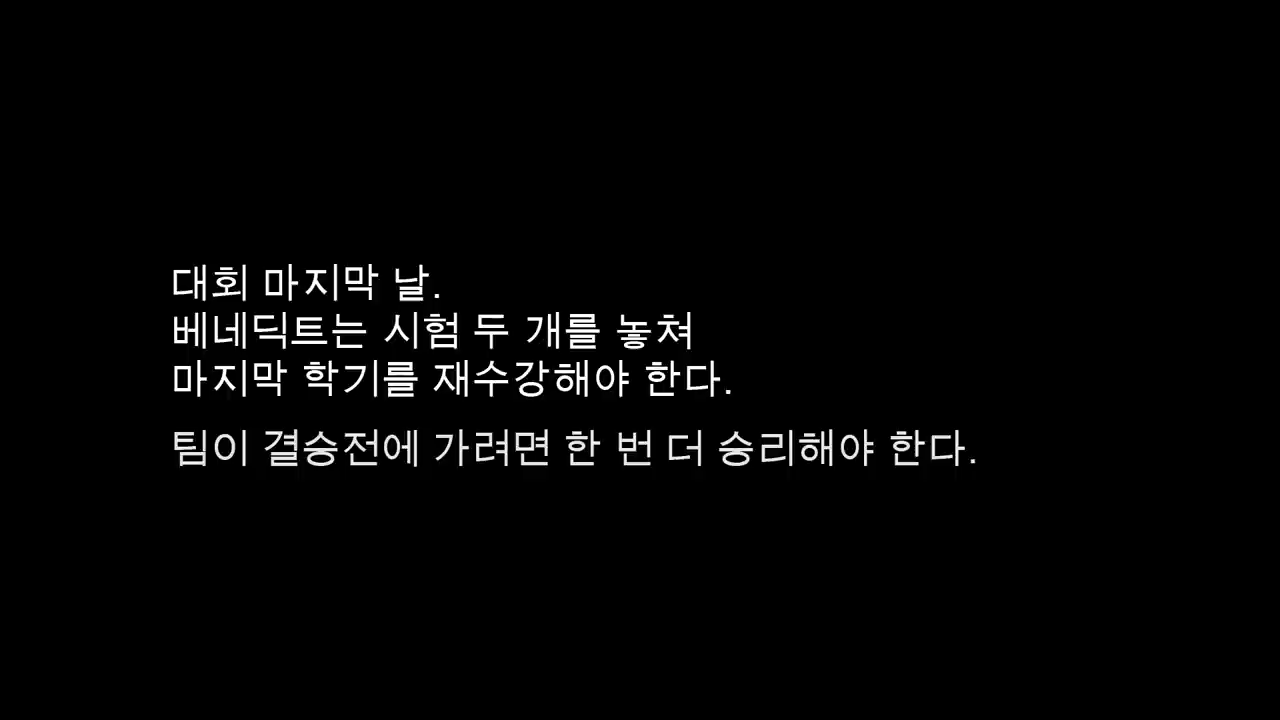 대회 마지막 날.
베네딕트는 시험 두 개를 놓쳐
마지막 학기를 재수강해야 한다.
팀이 결승전에 가려면 한 번 더 승리해야 한다.